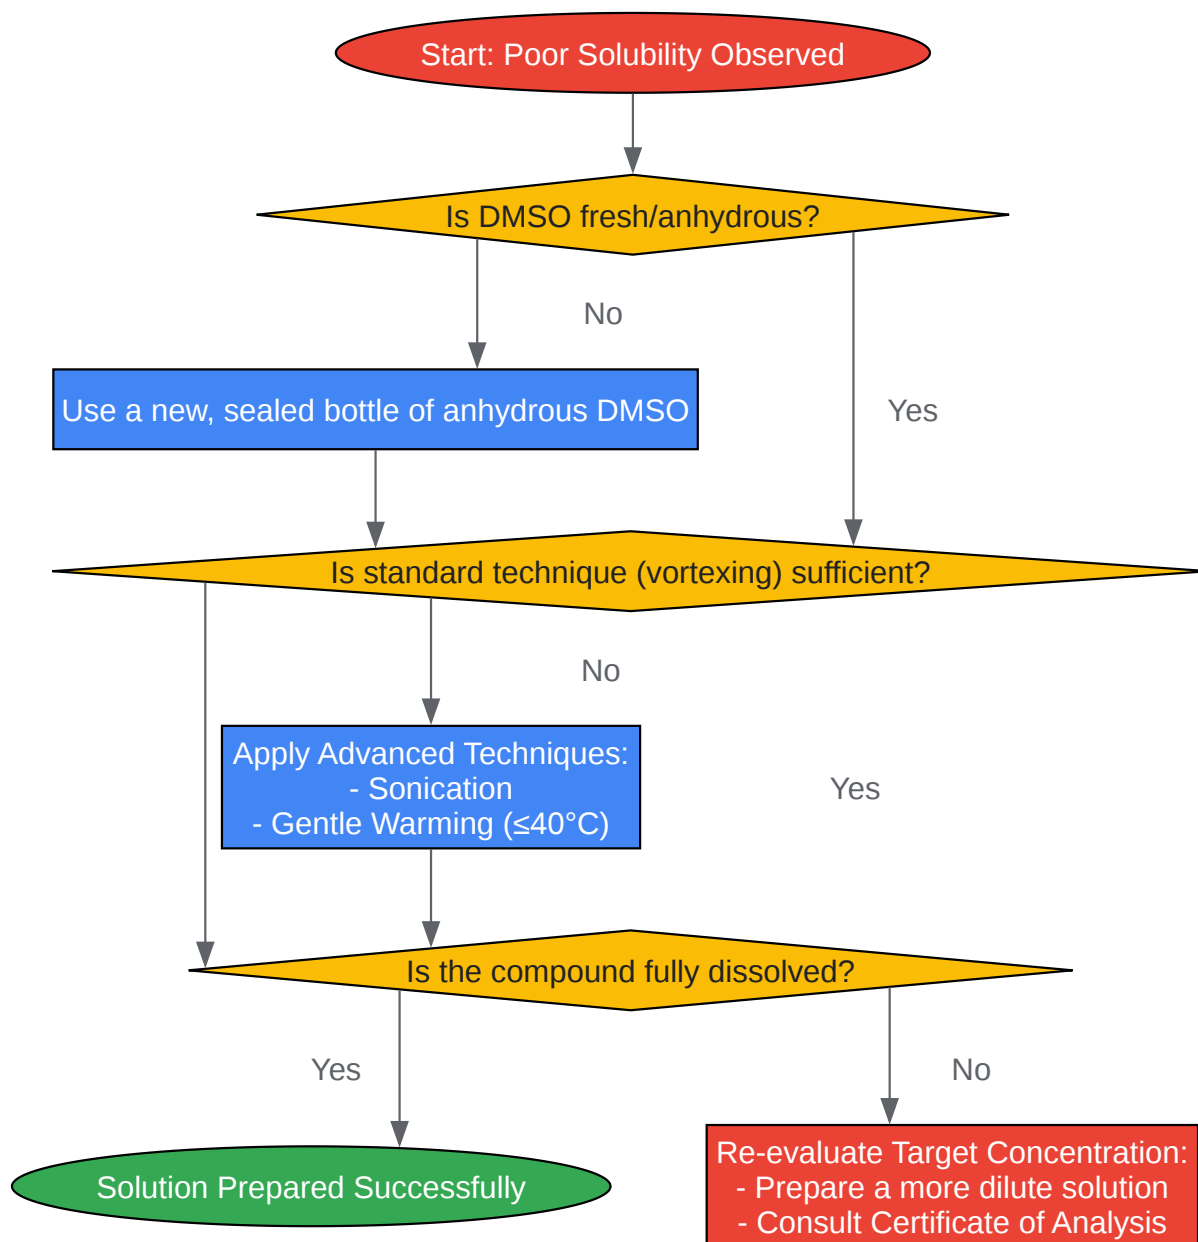 Start: Poor Solubility Observed
Is DMSO fresh/anhydrous?
No
Use a new, sealed bottle of anhydrous DMSO
Yes
Is standard technique (vortexing) sufficient?
No
Apply Advanced Techniques:
- Sonication
- Gentle Warming (≤40°C)
Yes
Is the compound fully dissolved?
Yes
No
Solution Prepared Successfully
Re-evaluate Target Concentration:
- Prepare a more dilute solution
- Consult Certificate of Analysis